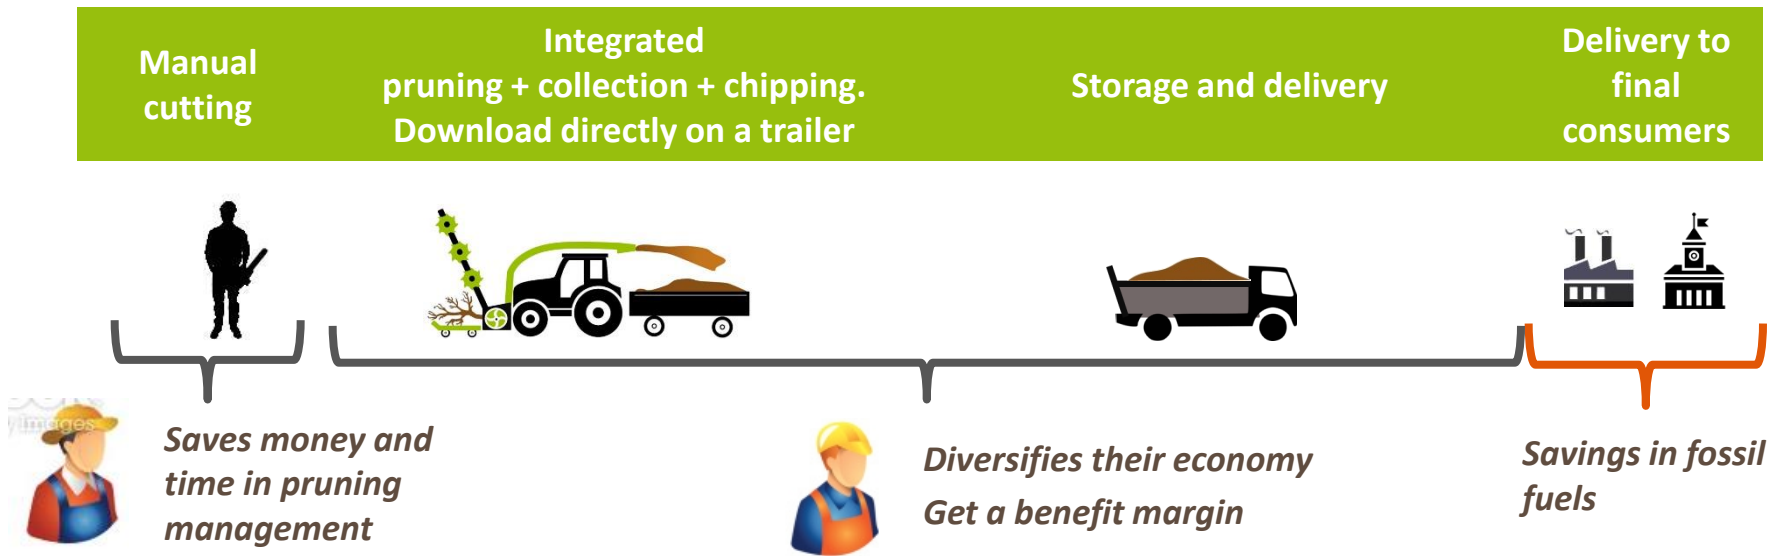 Manual
cutting
Integrated
pruning + collection + chipping.
Download directly on a trailer
Storage and delivery
Delivery to
final
consumers
Saves money and
time in pruning
management
Diversifies their economy
Get a benefit margin
Savings in fossil
fuels